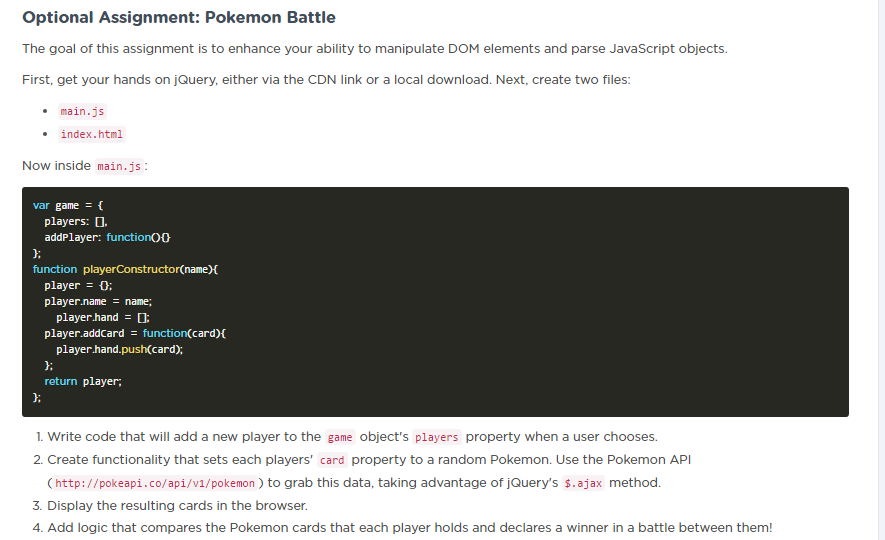 Optional Assignment: Pokemon Battle
The goal of this assignment is to enhance your ability to manipulate DOM elements and parse JavaScript objects.
First, get your hands on jQuery, either via the CDN link or a local download. Next, create two files:
• main.js
• index.html
Now inside main.js:
var game = {
  players: [],
  addPlayer: function(){}
};
function playerConstructor(name){
  player = {};
  player.name = name;
    player.hand = [];
  player.addCard = function(card){
    player.hand.push(card);
  };
  return player;
};
1. Write code that will add a new player to the game object's players property when a user chooses.
2. Create functionality that sets each players' card property to a random Pokemon. Use the Pokemon API
(http://pokeapi.co/api/v1/pokemon) to grab this data, taking advantage of jQuery's $.ajax method.
3. Display the resulting cards in the browser.
4. Add logic that compares the Pokemon cards that each player holds and declares a winner in a battle between them!